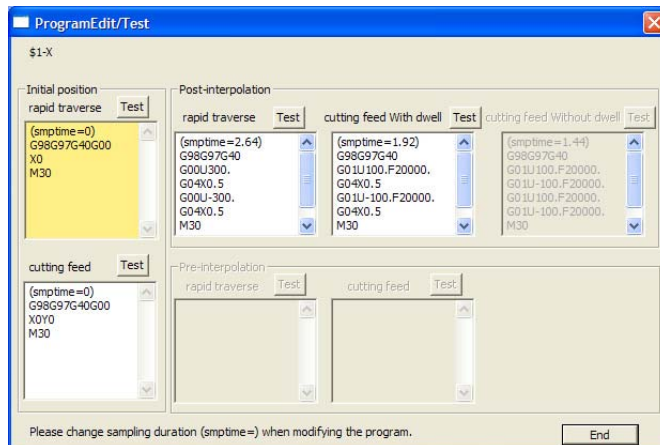 ProgramEdit/Test
$1-X
Initial position
rapid traverse Test
(smptime=0)
G98G97G40G00
X0
M30
cutting feed Test
(smptime=0)
G98G97G40G00
X0Y0
M30
Post-interpolation
rapid traverse Test
(smptime=2.64)
G98G97G40
G00U300.
G04X0.5
G00U-300.
G04X0.5
M30
cutting feed With dwell Test
(smptime=1.92)
G98G97G40
G01U100.F20000.
G04X0.5
G01U-100.F20000.
G04X0.5
M30
cutting feed Without dwell Test
(smptime=1.44)
G98G97G40
G01U100.F20000.
G01U-100.F20000.
G01U100.F20000.
G01U-100.F20000.
M30
Pre-interpolation
rapid traverse Test
cutting feed Test
Please change sampling duration (smptime=) when modifying the program.
End